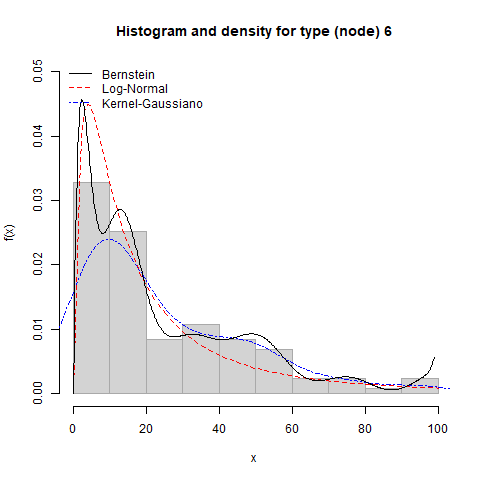 Histogram and density for type (node) 6
Bernstein
Log-Normal
Kernel-Gaussiano
0.05
0.04
0.03
0.02
0.01
0.00
f(x)
0 20 40 60 80 100
x